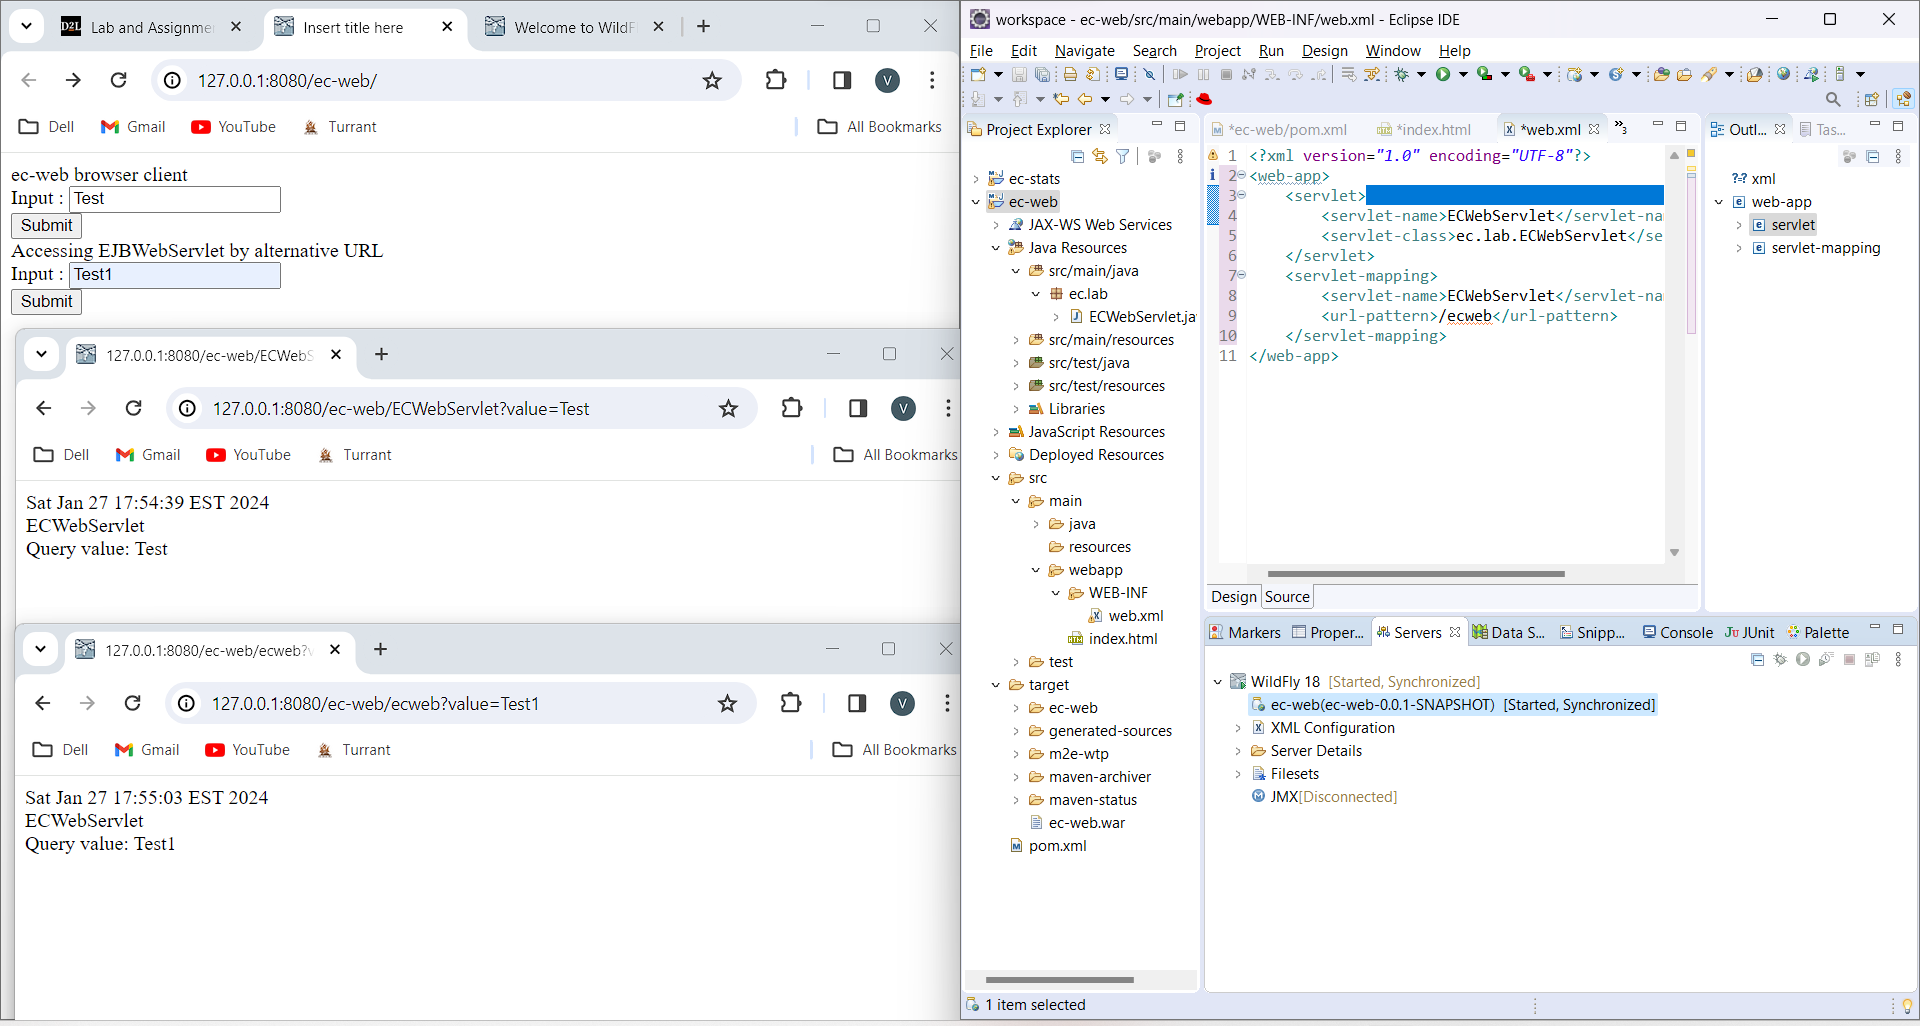 Lab and Assignme
Insert title here
Welcome to WildF
127.0.0.1:8080/ec-web/
V
Dell
Gmail
YouTube
Turrant
All Bookmarks
ec-web browser client
Input : Test
Submit
Accessing EJBWebServlet by alternative URL
Input : Test1
Submit
127.0.0.1:8080/ec-web/ECWebS
127.0.0.1:8080/ec-web/ECWebServlet?value=Test
V
Dell
Gmail
YouTube
Turrant
All Bookmarks
Sat Jan 27 17:54:39 EST 2024
ECWebServlet
Query value: Test
127.0.0.1:8080/ec-web/ecweb?v
127.0.0.1:8080/ec-web/ecweb?value=Test1
V
Dell
Gmail
YouTube
Turrant
All Bookmarks
Sat Jan 27 17:55:03 EST 2024
ECWebServlet
Query value: Test1
workspace - ec-web/src/main/webapp/WEB-INF/web.xml - Eclipse IDE
File Edit Navigate Search Project Run Design Window Help
Project Explorer
ec-stats
ec-web
JAX-WS Web Services
Java Resources
src/main/java
ec.lab
ECWebServlet.ja
src/main/resources
src/test/java
src/test/resources
Libraries
JavaScript Resources
Deployed Resources
src
main
java
resources
webapp
WEB-INF
web.xml
index.html
test
target
ec-web
generated-sources
m2e-wtp
maven-archiver
maven-status
ec-web.war
pom.xml
*ec-web/pom.xml
*index.html
*web.xml
3
1 <?xml version="1.0" encoding="UTF-8"?>
2 <web-app>
3 <servlet>
4 <servlet-name>ECWebServlet</servlet-na
5 <servlet-class>ec.lab.ECWebServlet</se
6 </servlet>
7 <servlet-mapping>
8 <servlet-name>ECWebServlet</servlet-na
9 <url-pattern>/ecweb</url-pattern>
10 </servlet-mapping>
11 </web-app>
Design Source
Outl...
Tas...
xml
web-app
servlet
servlet-mapping
Markers
Proper...
Servers
Data S...
Snipp...
Console
JUnit
Palette
WildFly 18 [Started, Synchronized]
ec-web(ec-web-0.0.1-SNAPSHOT) [Started, Synchronized]
XML Configuration
Server Details
Filesets
JMX[Disconnected]
1 item selected